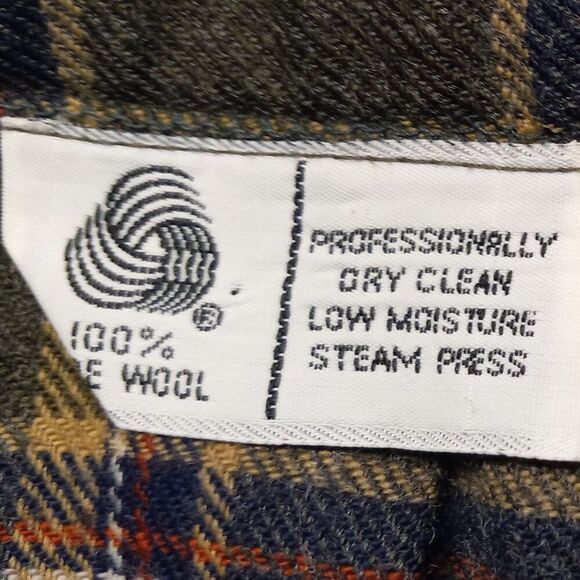 ®
100%
E WOOL
PROFESSIONALLY
DRY CLEAN
LOW MOISTURE
STEAM PRESS